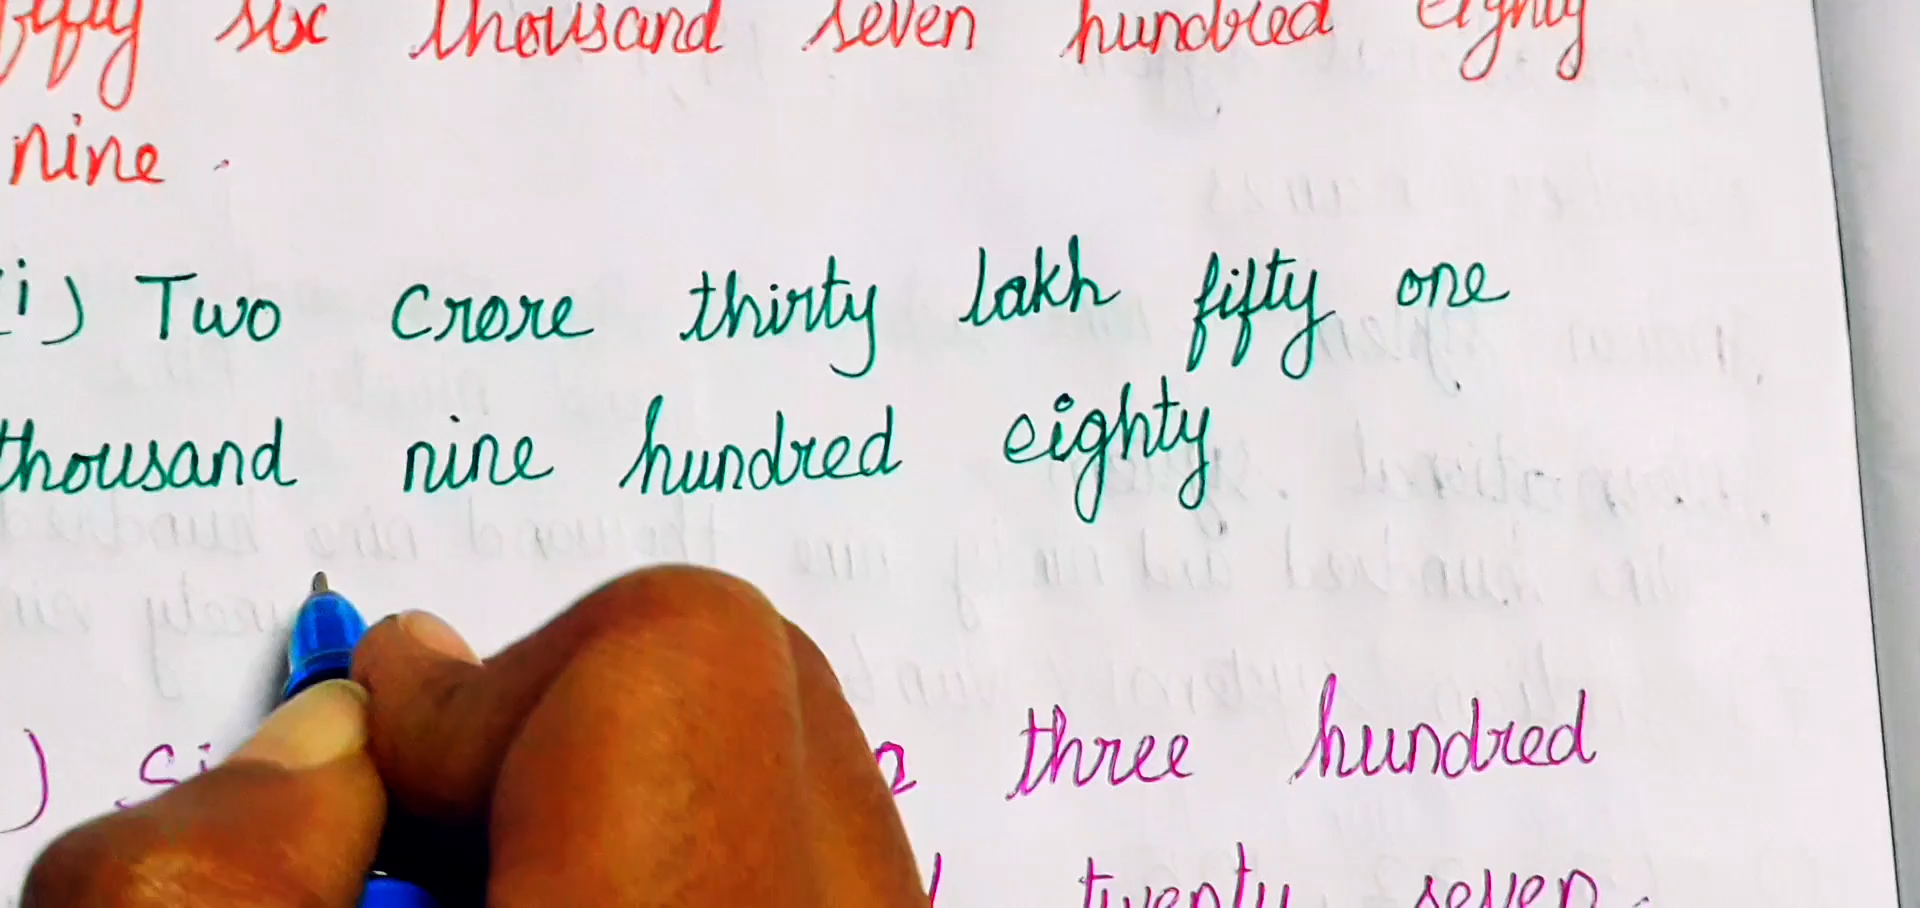 fifty six thousand seven hundred eighty
nine.
i) Two crore thirty lakh fifty one
thousand nine hundred eighty
) three hundred
twenty seven.